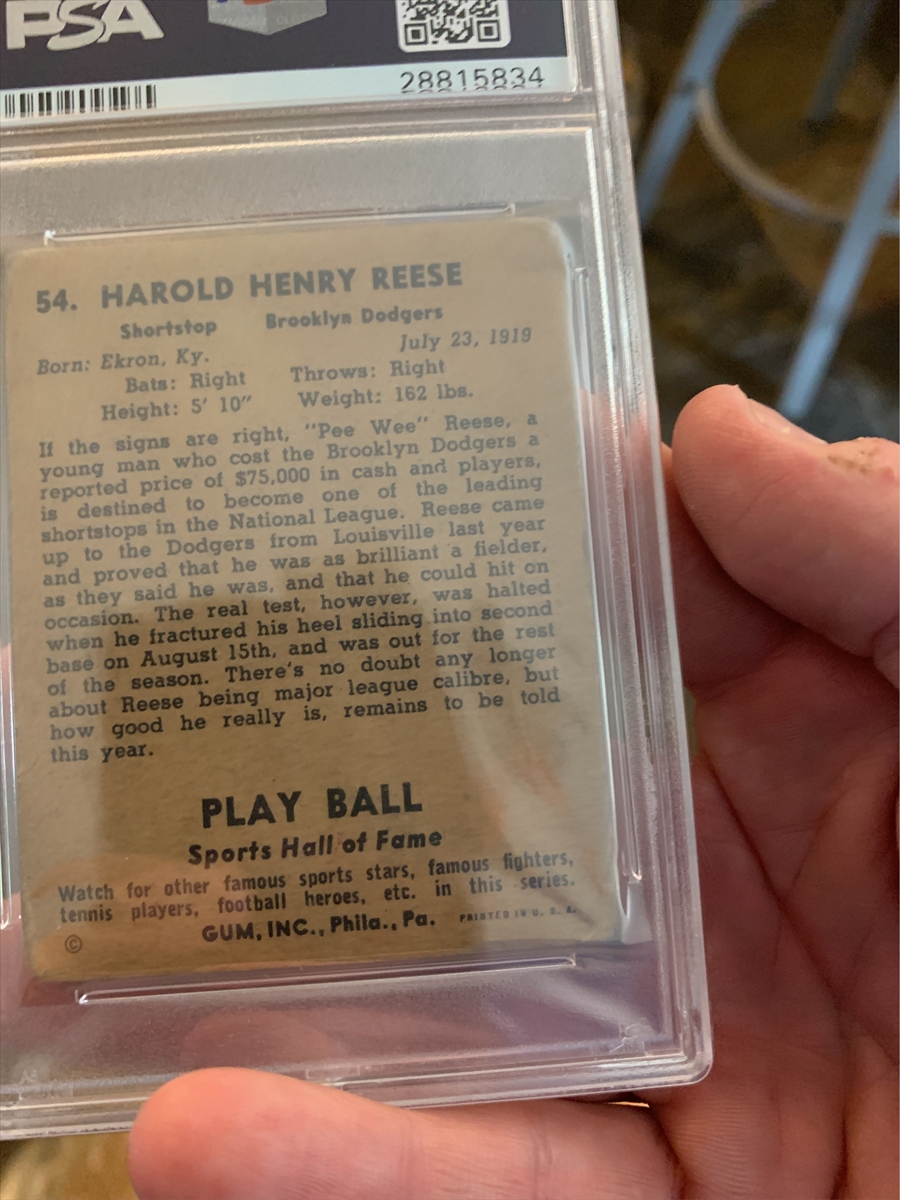 PSA
28815834
54. HAROLD HENRY REESE
Shortstop Brooklyn Dodgers
Born: Ekron, Ky. July 23, 1919
Bats: Right Throws: Right
Height: 5' 10" Weight: 162 lbs.
If the signs are right, "Pee Wee" Reese, a
young man who cost the Brooklyn Dodgers a
reported price of $75,000 in cash and players,
is destined to become one of the leading
shortstops in the National League. Reese came
up to the Dodgers from Louisville last year
and proved that he was as brilliant a fielder,
as they said he was, and that he could hit on
occasion. The real test, however, was halted
when he fractured his heel sliding into second
base on August 15th, and was out for the rest
of the season. There's no doubt any longer
about Reese being major league calibre, but
how good he really is, remains to be told
this year.
PLAY BALL
Sports Hall of Fame
Watch for other famous sports stars, famous fighters,
tennis players, football heroes, etc. in this series.
GUM, INC., Phila., Pa. PRINTED IN U. S. A.
©